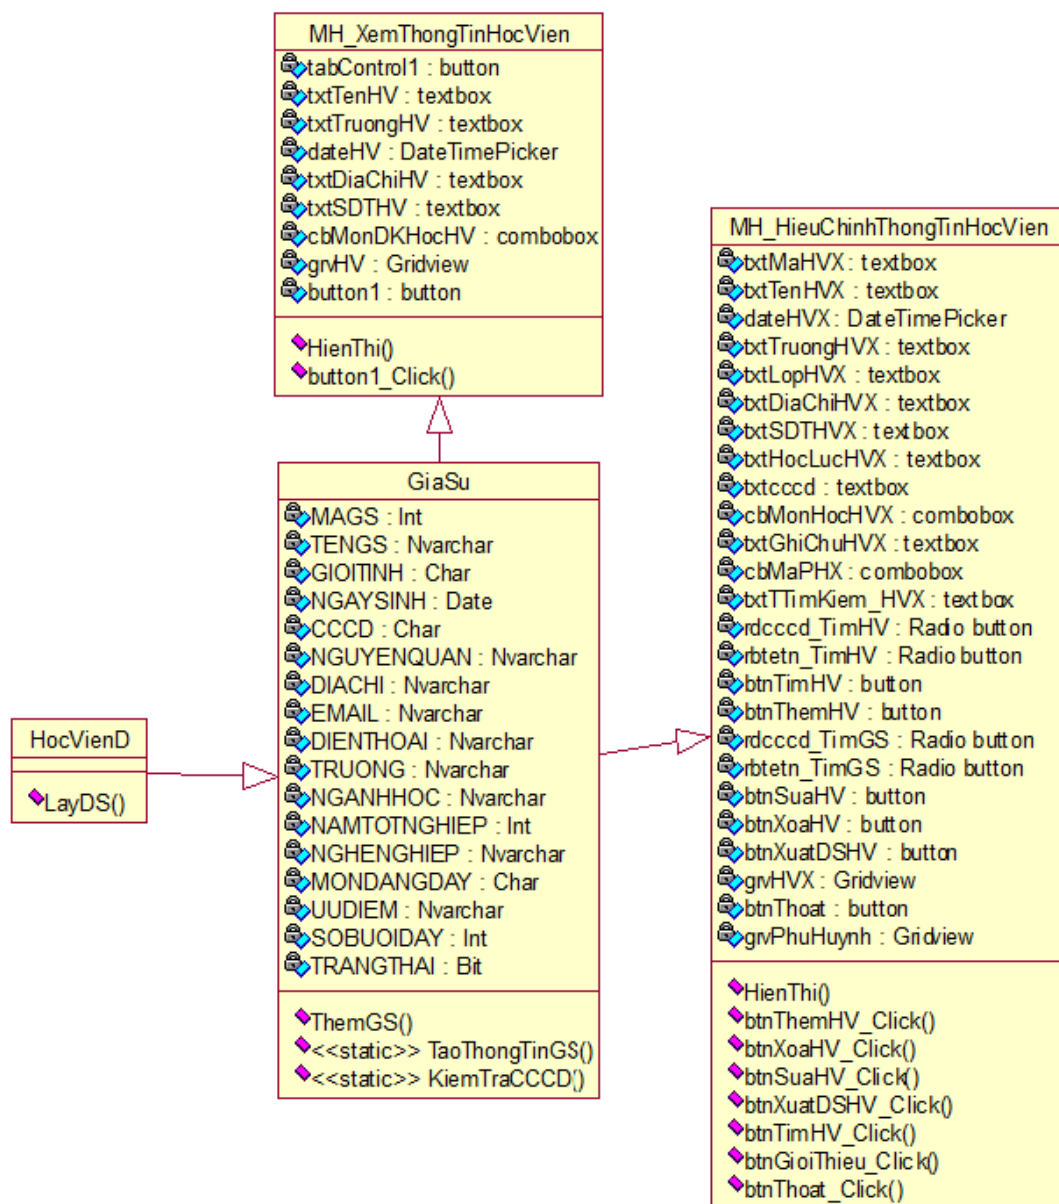 MH_XemThongTinHocVien
tabControl1 : button
txtTenHV : textbox
txtTruongHV : textbox
dateHV : DateTimePicker
txtDiaChiHV : textbox
txtSDTHV : textbox
cbMonDKHocHV : combobox
grvHV : Gridview
button1 : button
HienThi()
button1_Click()
MH_HieuChinhThongTinHocVien
txtMaHVX : textbox
txtTenHVX : textbox
dateHVX : DateTimePicker
txtTruongHVX : textbox
txtLopHVX : textbox
txtDiaChiHVX : textbox
txtSDTHVX : textbox
txtHocLucHVX : textbox
txtcccd : textbox
cbMonHocHVX : combobox
txtGhiChuHVX : textbox
cbMaPHX : combobox
txtTTimKiem_HVX : textbox
rdcccd_TimHV : Radio button
rbtetn_TimHV : Radio button
btnTimHV : button
btnThemHV : button
rdcccd_TimGS : Radio button
rbtetn_TimGS : Radio button
btnSuaHV : button
btnXoaHV : button
btnXuatDSHV : button
grvHVX : Gridview
btnThoat : button
grvPhuHuynh : Gridview
HienThi()
btnThemHV_Click()
btnXoaHV_Click()
btnSuaHV_Click()
btnXuatDSHV_Click()
btnTimHV_Click()
btnGioiThieu_Click()
btnThoat_Click()
GiaSu
MAGS : Int
TENGS : Nvarchar
GIOITINH : Char
NGAYSINH : Date
CCCD : Char
NGUYENQUAN : Nvarchar
DIACHI : Nvarchar
EMAIL : Nvarchar
DIENTHOAI : Nvarchar
TRUONG : Nvarchar
NGANHHOC : Nvarchar
NAMTOTNGHIEP : Int
NGHENGHIEP : Nvarchar
MONDANGDAY : Char
UUDIEM : Nvarchar
SOBUOIDAY : Int
TRANGTHAI : Bit
ThemGS()
<<static>> TaoThongTinGS()
<<static>> KiemTraCCCD()
HocVienD
LayDS()